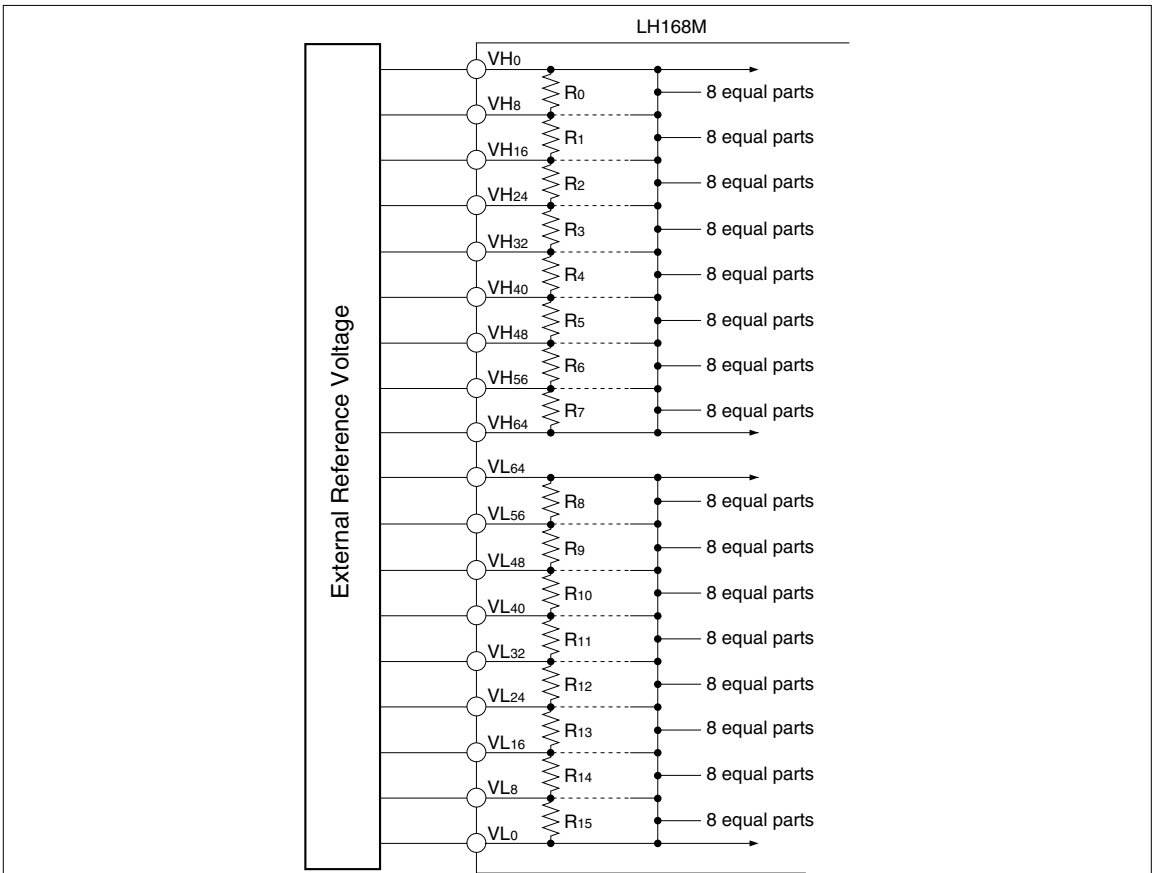 LH168M
External Reference Voltage
VH0
R0
8 equal parts
VH8
R1
8 equal parts
VH16
R2
8 equal parts
VH24
R3
8 equal parts
VH32
R4
8 equal parts
VH40
R5
8 equal parts
VH48
R6
8 equal parts
VH56
R7
8 equal parts
VH64
VL64
R8
8 equal parts
VL56
R9
8 equal parts
VL48
R10
8 equal parts
VL40
R11
8 equal parts
VL32
R12
8 equal parts
VL24
R13
8 equal parts
VL16
R14
8 equal parts
VL8
R15
8 equal parts
VL0